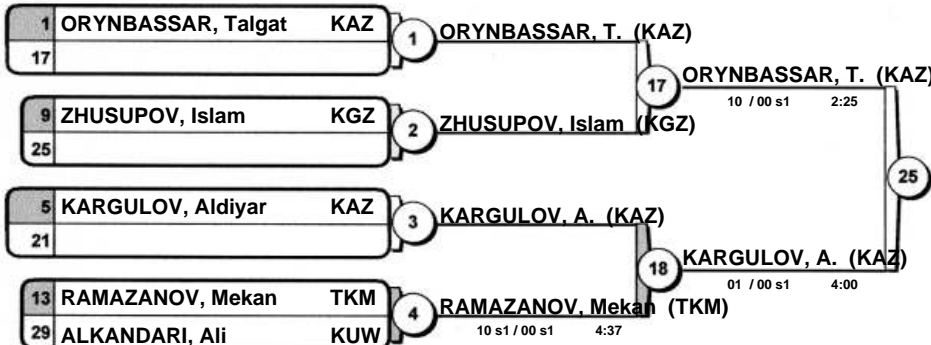 1 ORYNBASSAR, Talgat KAZ
17
1
ORYNBASSAR, T. (KAZ)
9 ZHUSUPOV, Islam KGZ
25
2
ZHUSUPOV, Islam (KGZ)
17
ORYNBASSAR, T. (KAZ)
10 / 00 s1 2:25
5 KARGULOV, Aldiyar KAZ
21
3
KARGULOV, A. (KAZ)
13 RAMAZANOV, Mekan TKM
29 ALKANDARI, Ali KUW
4
RAMAZANOV, Mekan (TKM)
10 s1 / 00 s1 4:37
18
KARGULOV, A. (KAZ)
01 / 00 s1 4:00
25